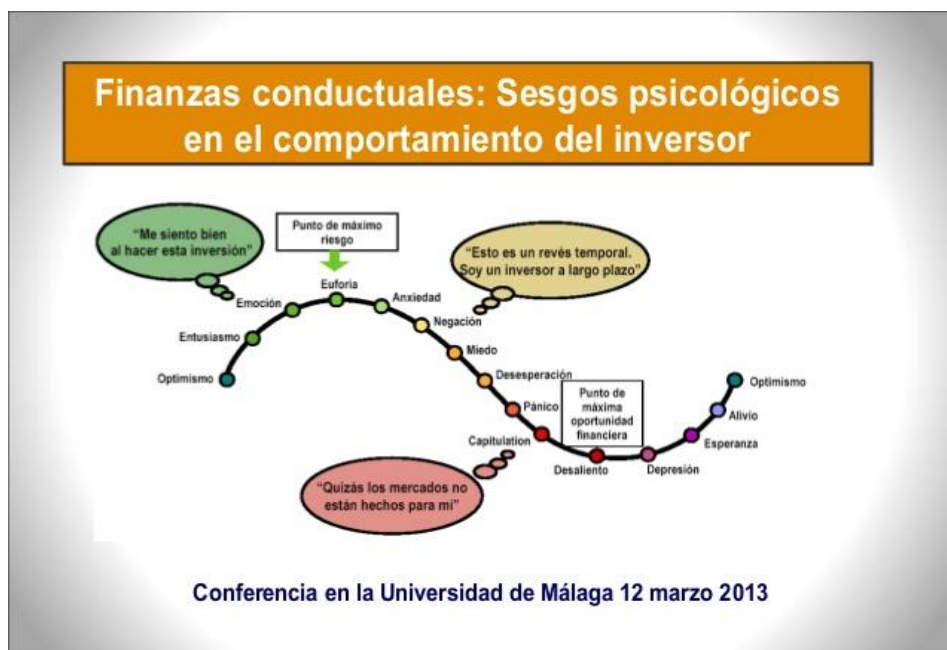 Finanzas conductuales: Sesgos psicológicos
en el comportamiento del inversor
“Me siento bien
al hacer esta inversión”
Punto de máximo
riesgo
“Esto es un revés temporal.
Soy un inversor a largo plazo”
Optimismo
Entusiasmo
Emoción
Euforia
Anxiedad
Negación
Miedo
Desesperación
Pánico
Capitulation
Desaliento
Punto de
máxima
oportunidad
financiera
Depresión
Esperanza
Alivio
Optimismo
“Quizás los mercados no
están hechos para mí”
Conferencia en la Universidad de Málaga 12 marzo 2013